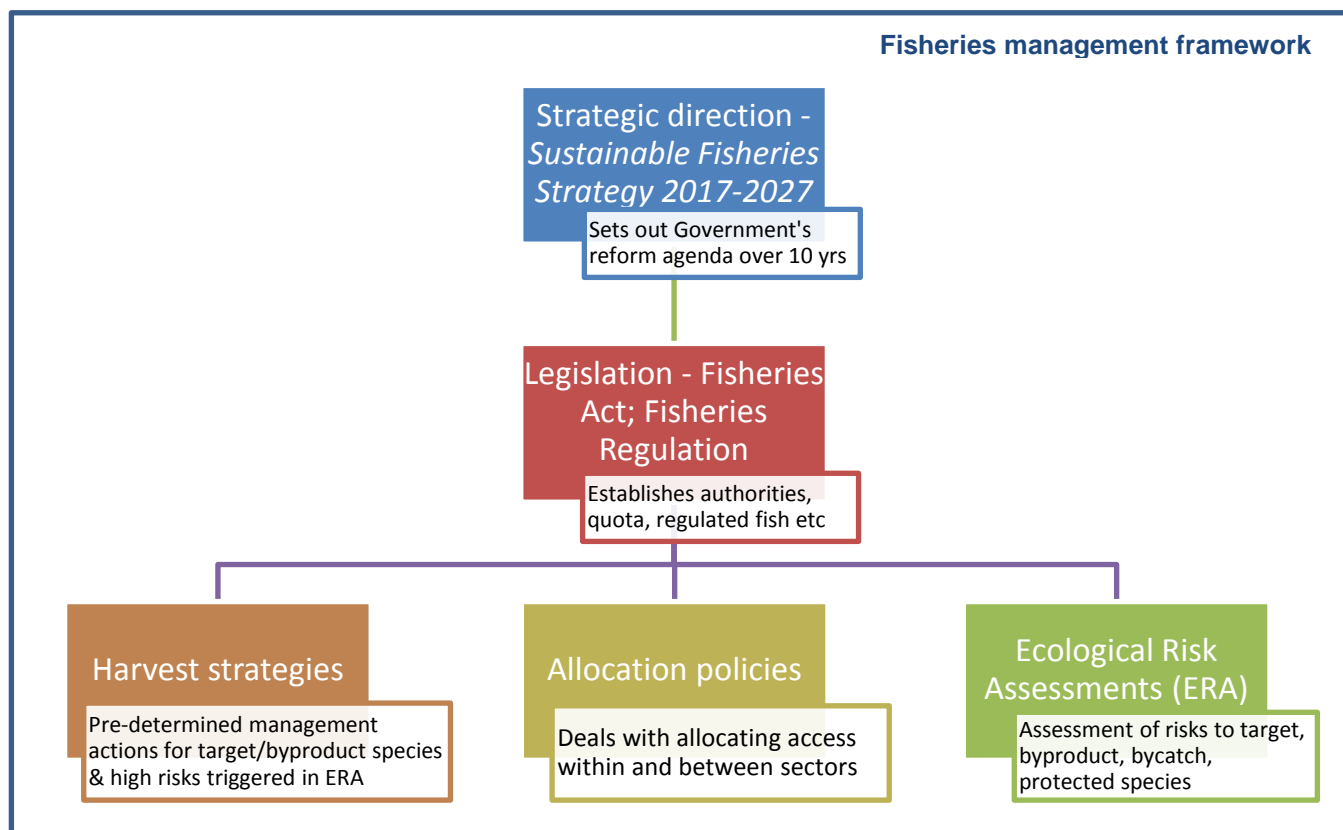 Fisheries management framework
Strategic direction -
Sustainable Fisheries
Strategy 2017-2027
Sets out Government's
reform agenda over 10 yrs
Legislation - Fisheries
Act; Fisheries
Regulation
Establishes authorities,
quota, regulated fish etc
Harvest strategies
Pre-determined management
actions for target/byproduct species
& high risks triggered in ERA
Allocation policies
Deals with allocating access
within and between sectors
Ecological Risk
Assessments (ERA)
Assessment of risks to target,
byproduct, bycatch,
protected species